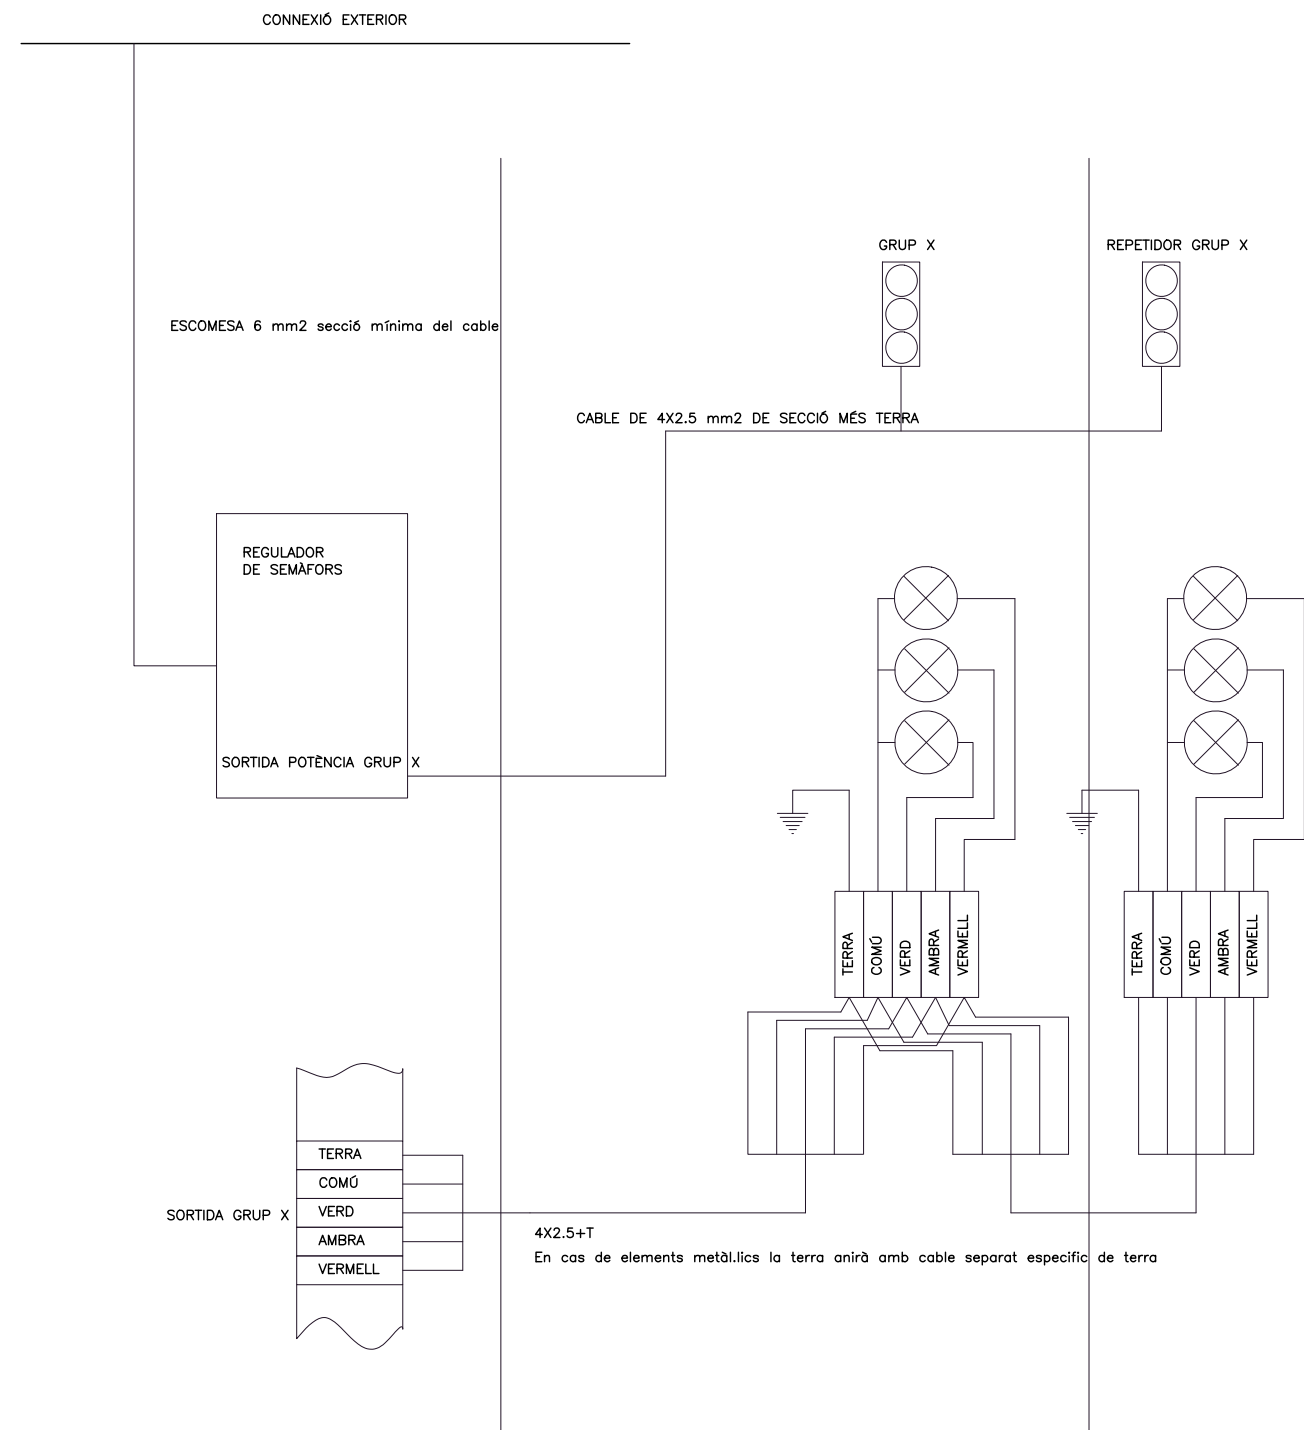 CONNEXIÓ EXTERIOR
GRUP X
REPETIDOR GRUP X
ESCOMESA 6 mm2 secció mínima del cable
CABLE DE 4X2.5 mm2 DE SECCIÓ MÉS TERRA
REGULADOR
DE SEMÀFORS
SORTIDA POTÈNCIA GRUP X
TERRA
COMÚ
VERD
AMBRA
VERMELL
TERRA
COMÚ
VERD
AMBRA
VERMELL
TERRA
COMÚ
SORTIDA GRUP X
VERD
AMBRA
VERMELL
4X2.5+T
En cas de elements metàl.lics la terra anirà amb cable separat especific de terra